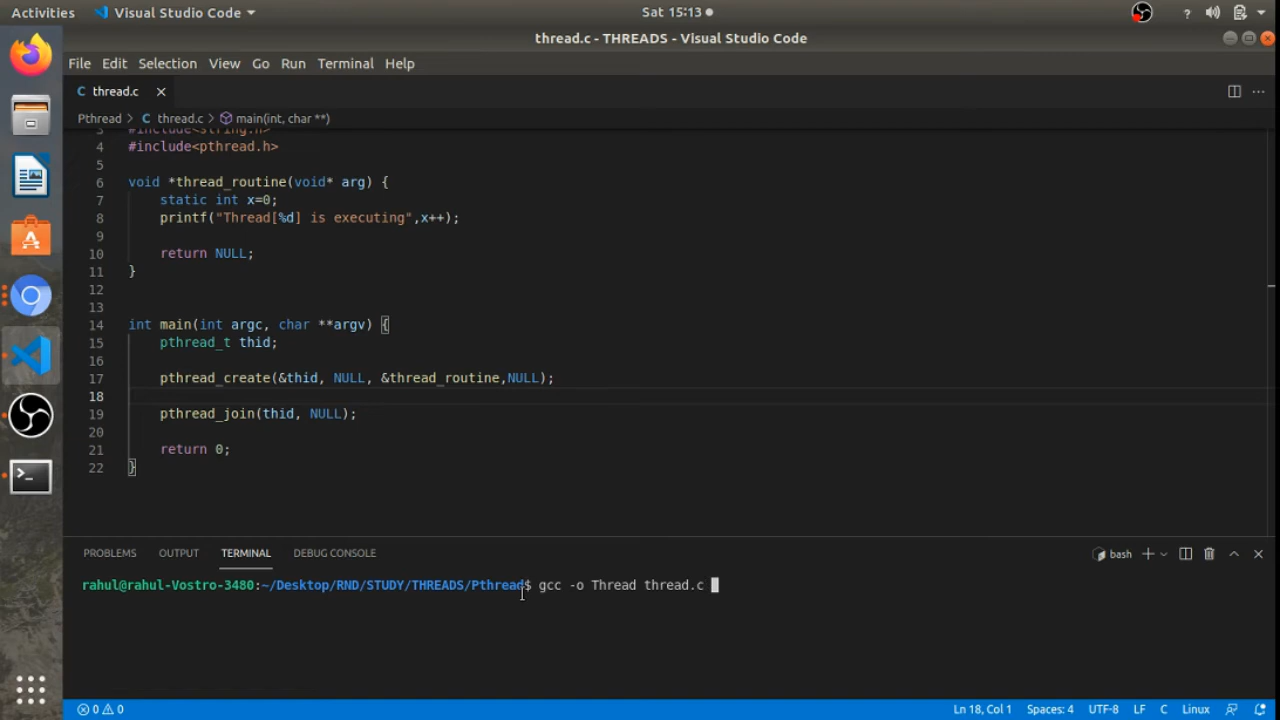 Activities
Visual Studio Code
Sat 15:13
?
thread.c - THREADS - Visual Studio Code
File Edit Selection View Go Run Terminal Help
C thread.c
Pthread > C thread.c > main(int, char **)
3 #include<string.h>
4 #include<pthread.h>
5
6 void *thread_routine(void* arg) {
7 static int x=0;
8 printf("Thread[%d] is executing",x++);
9
10 return NULL;
11 }
12
13
14 int main(int argc, char **argv) {
15 pthread_t thid;
16
17 pthread_create(&thid, NULL, &thread_routine,NULL);
18
19 pthread_join(thid, NULL);
20
21 return 0;
22 }
PROBLEMS OUTPUT TERMINAL DEBUG CONSOLE
bash
rahul@rahul-Vostro-3480:~/Desktop/RND/STUDY/THREADS/Pthread$ gcc -o Thread thread.c
0 0
Ln 18, Col 1 Spaces: 4 UTF-8 LF C Linux